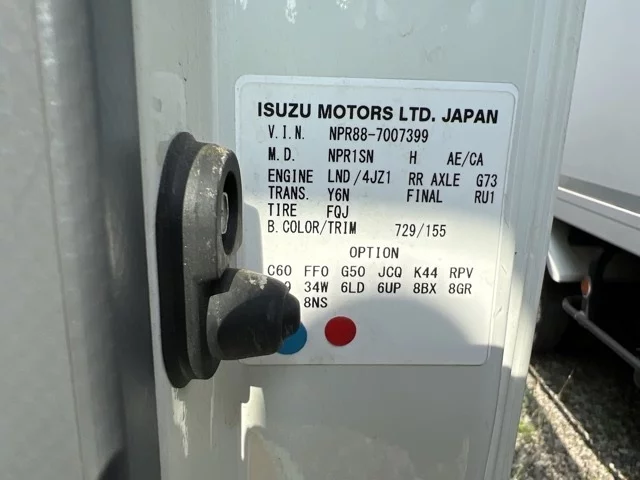 ISUZU MOTORS LTD. JAPAN
V.I.N. NPR88-7007399
M.D. NPR1SN H AE/CA
ENGINE LND/4JZ1 RR AXLE G73
TRANS. Y6N FINAL RU1
TIRE FQJ
B.COLOR/TRIM 729/155
OPTION
C60 FF0 G50 JCQ K44 RPV
34W 6LD 6UP 8BX 8GR
8NS